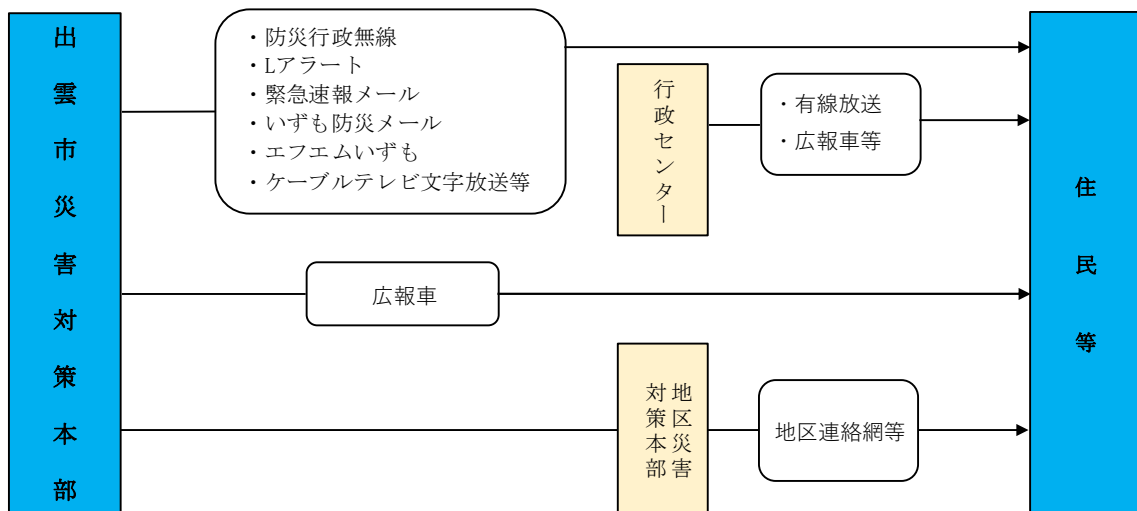 出雲市災害対策本部
・防災行政無線
・Lアラート
・緊急速報メール
・いずも防災メール
・エフエムいずも
・ケーブルテレビ文字放送等
行政センター
・有線放送
・広報車等
広報車
地区災害
対策本部
地区連絡網等
住民等